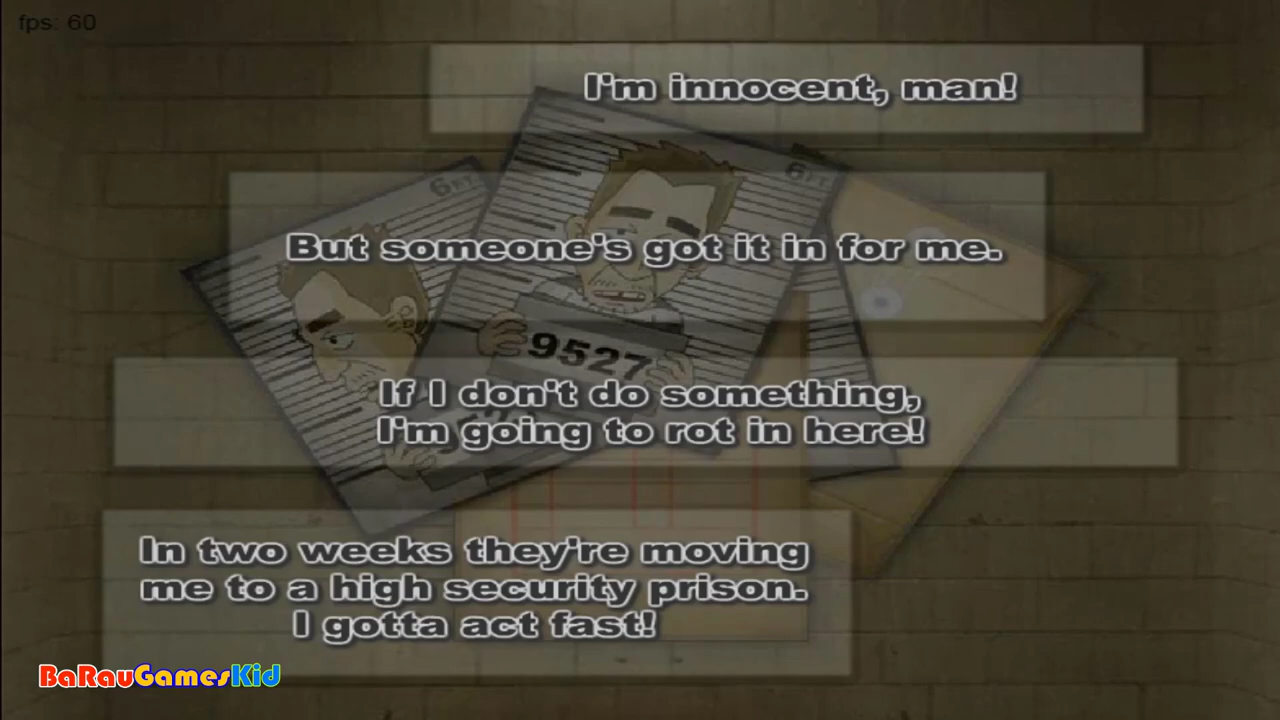 fps: 60
I'm innocent, man!
6FT
But someone's got it in for me.
9527
If I don't do something,
I'm going to rot in here!
In two weeks they're moving
me to a high security prison.
I gotta act fast!
BaRauGamesKid